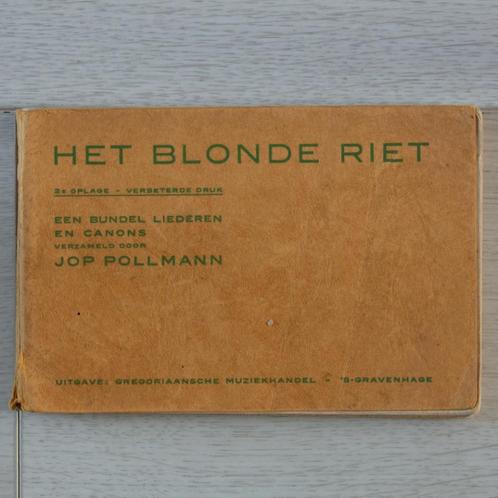 HET BLONDE RIET
2e OPLAGE - VERBETERDE DRUK
EEN BUNDEL LIEDEREN
EN CANONS
VERZAMELD DOOR
JOP POLLMANN
UITGAVE: GREGORIAANSCHE MUZIEKHANDEL - 'S-GRAVENHAGE